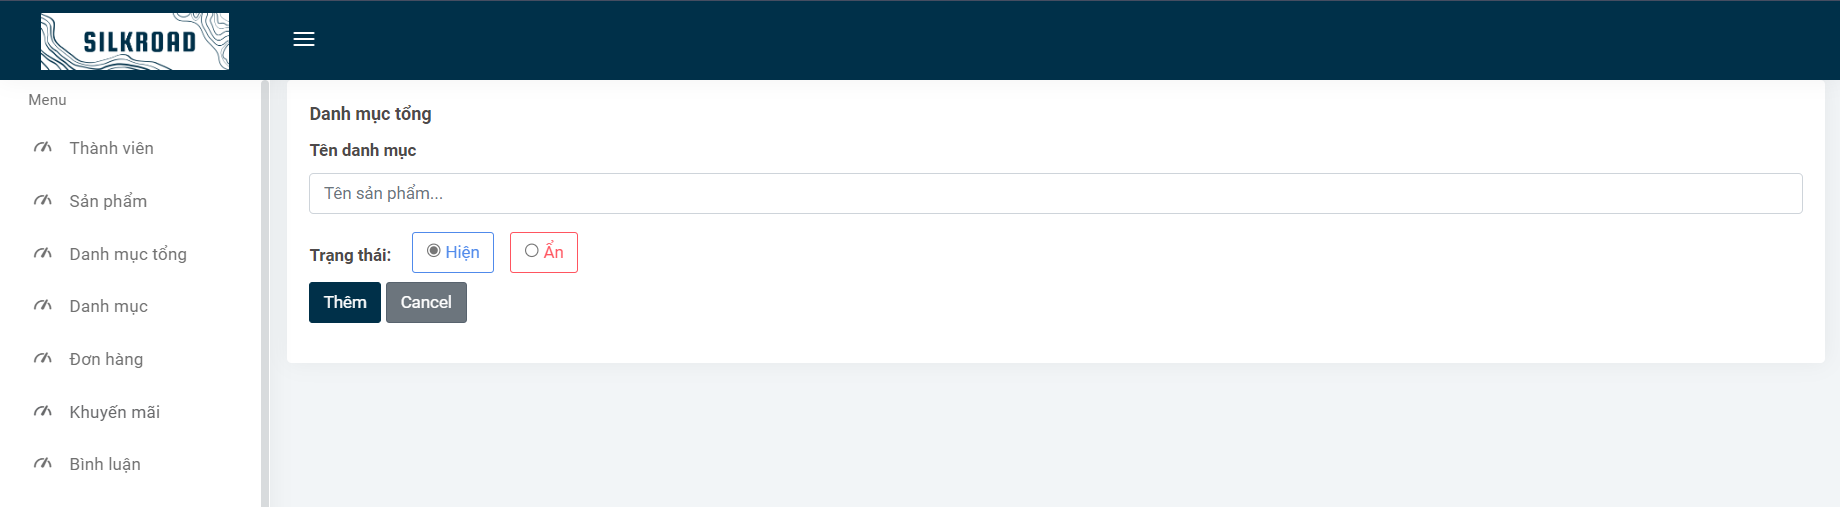 SILKROAD
Menu
Thành viên
Sản phẩm
Danh mục tổng
Danh mục
Đơn hàng
Khuyến mãi
Bình luận
Danh mục tổng
Tên danh mục
Tên sản phẩm...
Trạng thái: Hiện Ẩn
Thêm Cancel